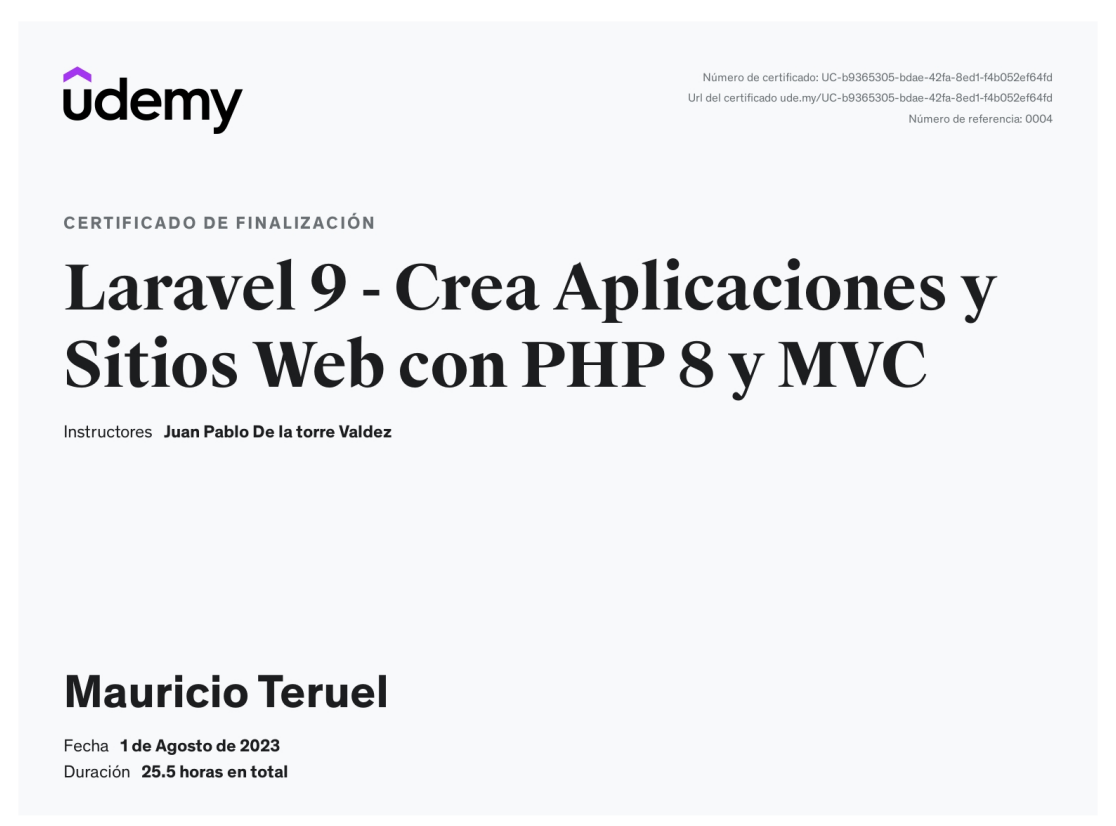 udemy
Número de certificado: UC-b9365305-bdae-42fa-8ed1-f4b052ef64fd
Url del certificado ude.my/UC-b9365305-bdae-42fa-8ed1-f4b052ef64fd
Número de referencia: 0004
CERTIFICADO DE FINALIZACIÓN
Laravel 9 - Crea Aplicaciones y
Sitios Web con PHP 8 y MVC
Instructores Juan Pablo De la torre Valdez
Mauricio Teruel
Fecha 1 de Agosto de 2023
Duración 25.5 horas en total